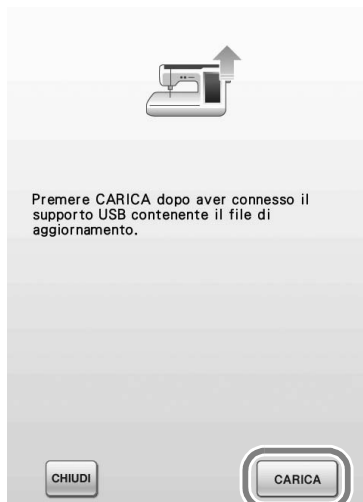 Premere CARICA dopo aver connesso il
supporto USB contenente il file di
aggiornamento.
CHIUDI
CARICA